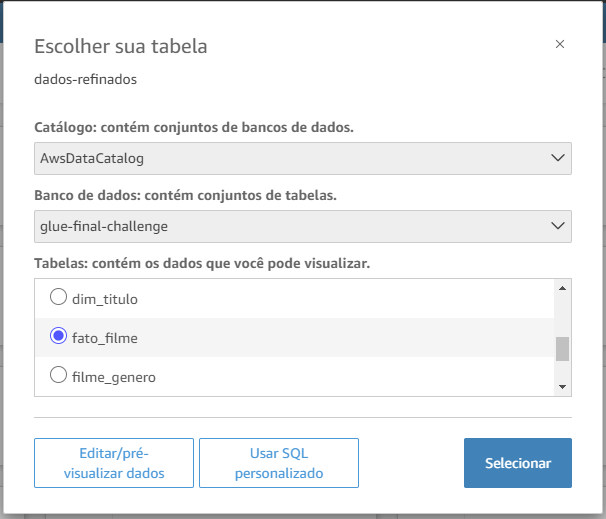 Escolher sua tabela
dados-refinados
Catálogo: contém conjuntos de bancos de dados.
AwsDataCatalog
Banco de dados: contém conjuntos de tabelas.
glue-final-challenge
Tabelas: contém os dados que você pode visualizar.
dim_titulo
fato_filme
filme_genero
Editar/pré-
visualizar dados
Usar SQL
personalizado
Selecionar